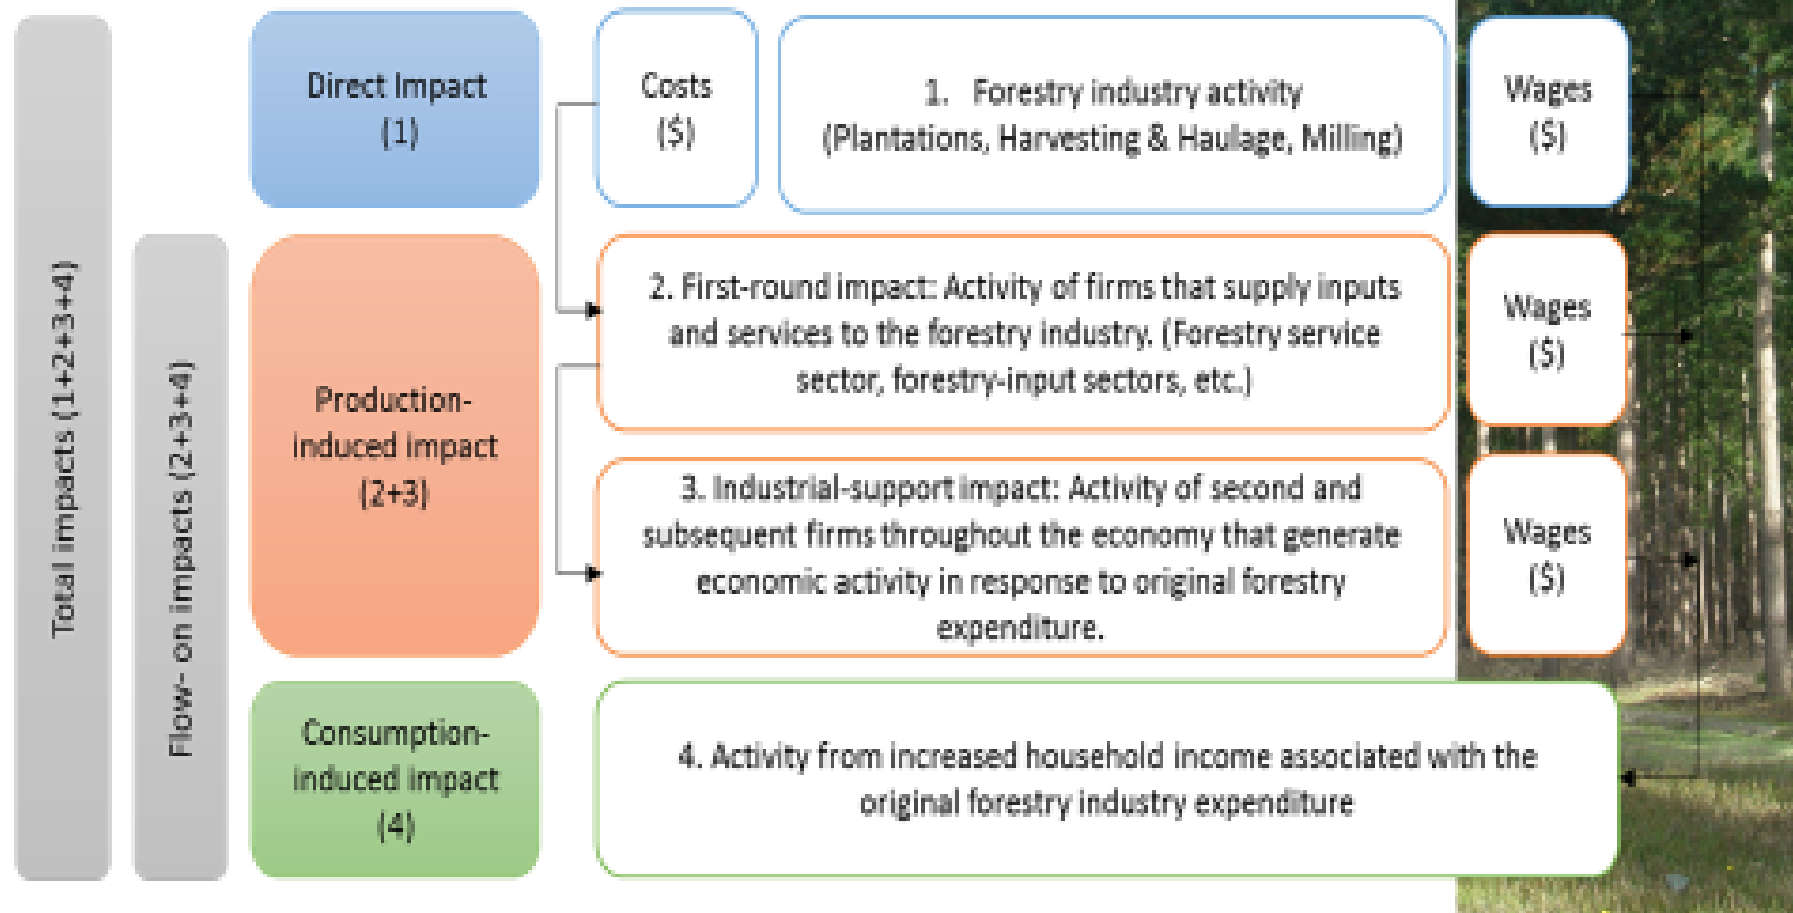 Total impacts (1+2+3+4)
Flow- on impacts (2+3+4)
Direct Impact
(1)
Costs
($)
1. Forestry industry activity
(Plantations, Harvesting & Haulage, Milling)
Wages
($)
Production-
induced impact
(2+3)
2. First-round impact: Activity of firms that supply inputs
and services to the forestry industry. (Forestry service
sector, forestry-input sectors, etc.)
Wages
($)
3. Industrial-support impact: Activity of second and
subsequent firms throughout the economy that generate
economic activity in response to original forestry
expenditure.
Wages
($)
Consumption-
induced impact
(4)
4. Activity from increased household income associated with the
original forestry industry expenditure